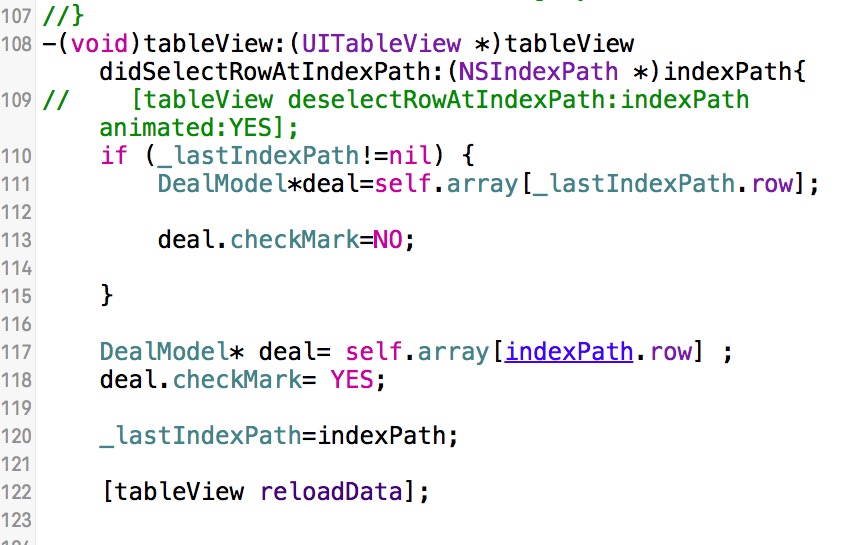 107 //}
108 -(void)tableView:(UITableView *)tableView
didSelectRowAtIndexPath:(NSIndexPath *)indexPath{
109 //    [tableView deselectRowAtIndexPath:indexPath
animated:YES];
110 if (_lastIndexPath!=nil) {
111 DealModel*deal=self.array[_lastIndexPath.row];
112
113 deal.checkMark=NO;
114
115 }
116
117 DealModel* deal= self.array[indexPath.row] ;
118 deal.checkMark= YES;
119
120 _lastIndexPath=indexPath;
121
122 [tableView reloadData];
123